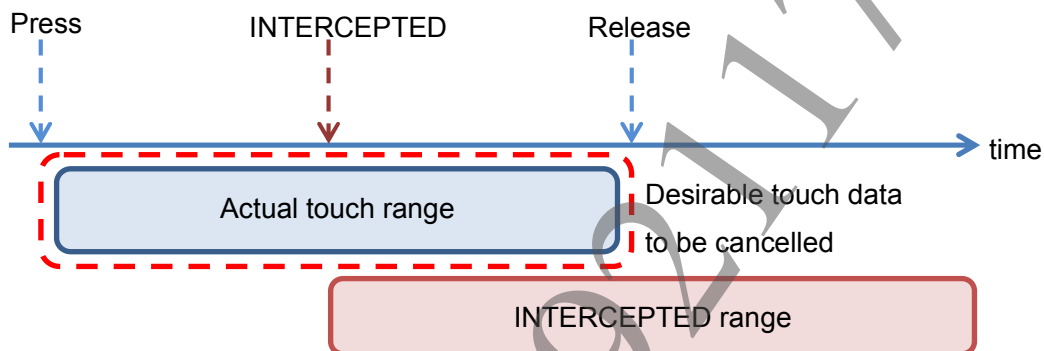 Press
INTERCEPTED
Release
time
Actual touch range
Desirable touch data
to be cancelled
INTERCEPTED range